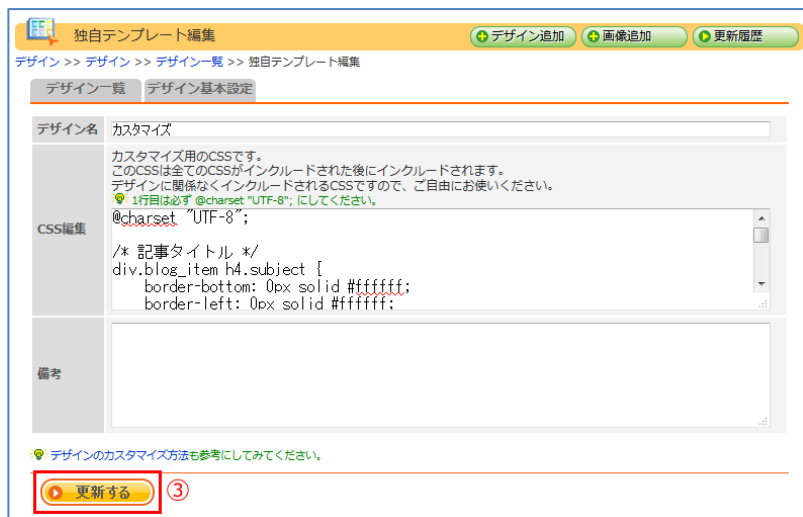 独自テンプレート編集
デザイン追加
画像追加
更新履歴
デザイン >> デザイン >> デザイン一覧 >> 独自テンプレート編集
デザイン一覧
デザイン基本設定
デザイン名
カスタマイズ
カスタマイズ用のCSSです。
このCSSは全てのCSSがインクルードされた後にインクルードされます。
デザインに関係なくインクルードされるCSSですので、ご自由にお使いください。
1行目は必ず @charset "UTF-8"; にしてください。
CSS編集
@charset "UTF-8";
/* 記事タイトル */
div.blog_item h4.subject {
border-bottom: 0px solid #ffffff;
border-left: 0px solid #ffffff;
備考
デザインのカスタマイズ方法も参考にしてみてください。
更新する
③